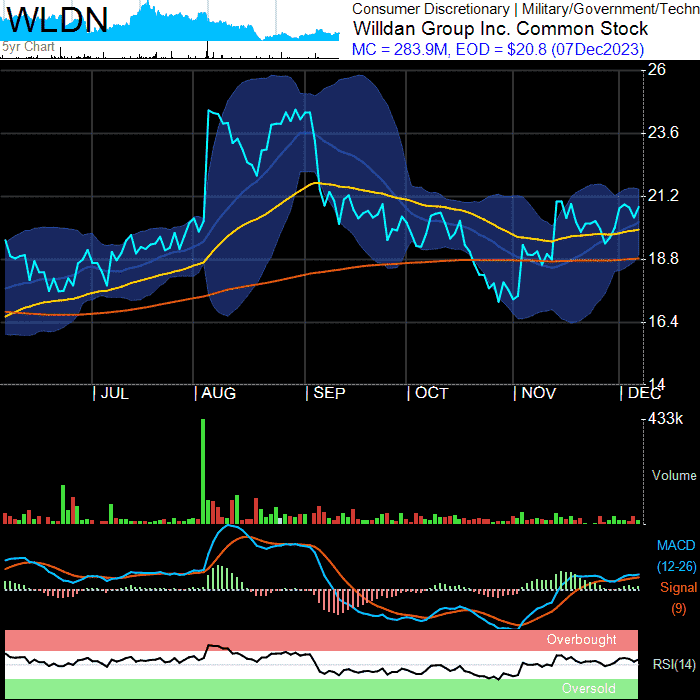 WLDN
5yr Chart
Consumer Discretionary | Military/Government/Techn
Willdan Group Inc. Common Stock
MC = 283.9M, EOD = $20.8 (07Dec2023)
26
23.6
21.2
18.8
16.4
14
| JUL | AUG | SEP | OCT | NOV | DEC
433k
Volume
MACD
(12-26)
Signal
(9)
Overbought
RSI(14)
Oversold